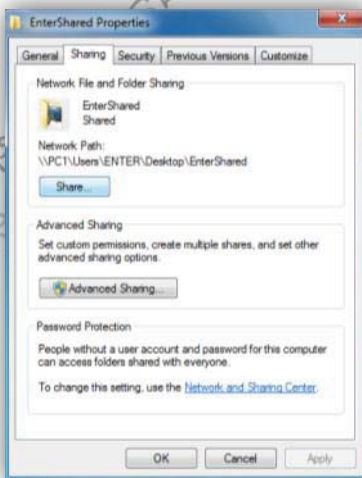 EnterShared Properties
General
Sharing
Security
Previous Versions
Customize
Network File and Folder Sharing
EnterShared
Shared
Network Path:
\\PC1\Users\ENTER\Desktop\EnterShared
Share...
Advanced Sharing
Set custom permissions, create multiple shares, and set other
advanced sharing options.
Advanced Sharing...
Password Protection
People without a user account and password for this computer
can access folders shared with everyone.
To change this setting, use the Network and Sharing Center.
OK
Cancel
Apply